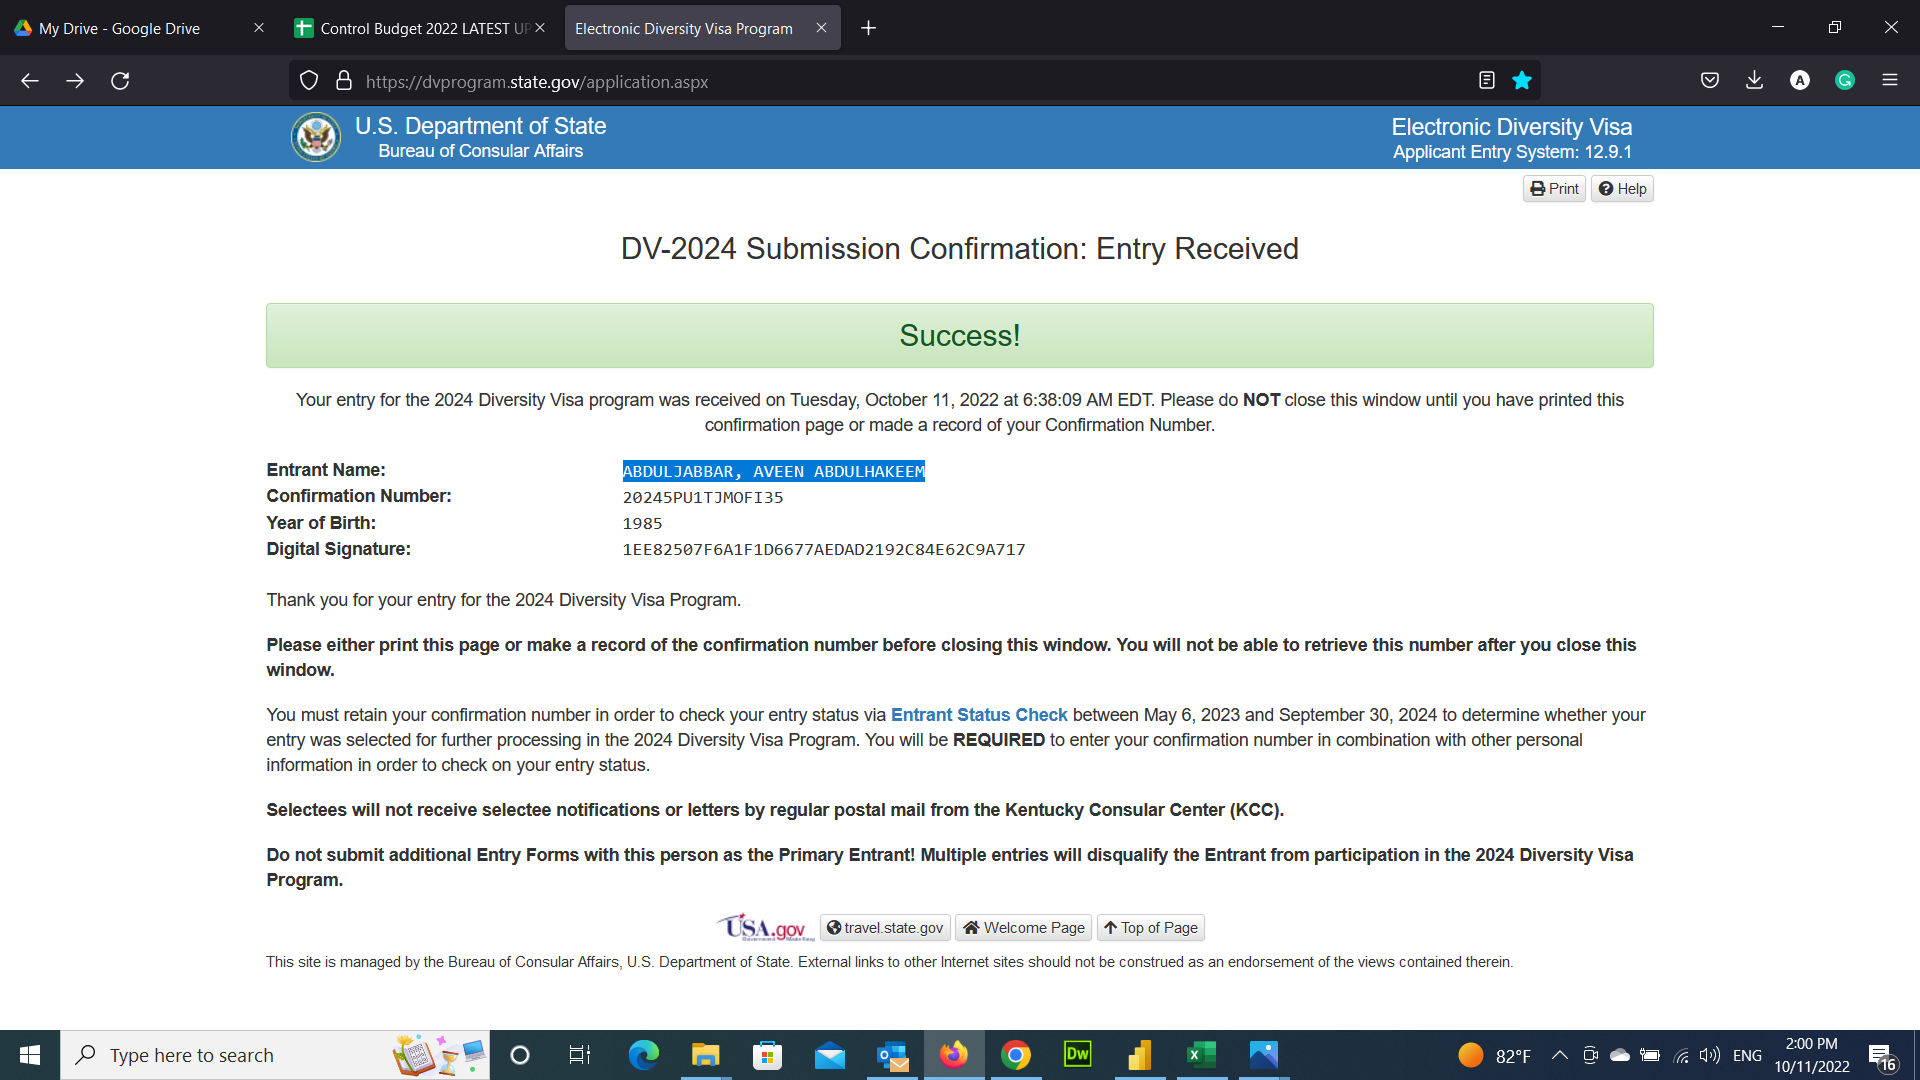 My Drive - Google Drive
Control Budget 2022 LATEST UP
Electronic Diversity Visa Program
https://dvprogram.state.gov/application.aspx
A
G
U.S. Department of State
Bureau of Consular Affairs
Electronic Diversity Visa
Applicant Entry System: 12.9.1
Print
Help
DV-2024 Submission Confirmation: Entry Received
Success!
Your entry for the 2024 Diversity Visa program was received on Tuesday, October 11, 2022 at 6:38:09 AM EDT. Please do NOT close this window until you have printed this
confirmation page or made a record of your Confirmation Number.
Entrant Name: ABDULJABBAR, AVEEN ABDULHAKEEM
Confirmation Number: 20245PU1TJMOFI35
Year of Birth: 1985
Digital Signature: 1EE82507F6A1F1D6677AEDAD2192C84E62C9A717
Thank you for your entry for the 2024 Diversity Visa Program.
Please either print this page or make a record of the confirmation number before closing this window. You will not be able to retrieve this number after you close this
window.
You must retain your confirmation number in order to check your entry status via Entrant Status Check between May 6, 2023 and September 30, 2024 to determine whether your
entry was selected for further processing in the 2024 Diversity Visa Program. You will be REQUIRED to enter your confirmation number in combination with other personal
information in order to check on your entry status.
Selectees will not receive selectee notifications or letters by regular postal mail from the Kentucky Consular Center (KCC).
Do not submit additional Entry Forms with this person as the Primary Entrant! Multiple entries will disqualify the Entrant from participation in the 2024 Diversity Visa
Program.
USA.gov
travel.state.gov
Welcome Page
Top of Page
This site is managed by the Bureau of Consular Affairs, U.S. Department of State. External links to other Internet sites should not be construed as an endorsement of the views contained therein.
Type here to search
Dw
82°F
ENG
2:00 PM
10/11/2022
16